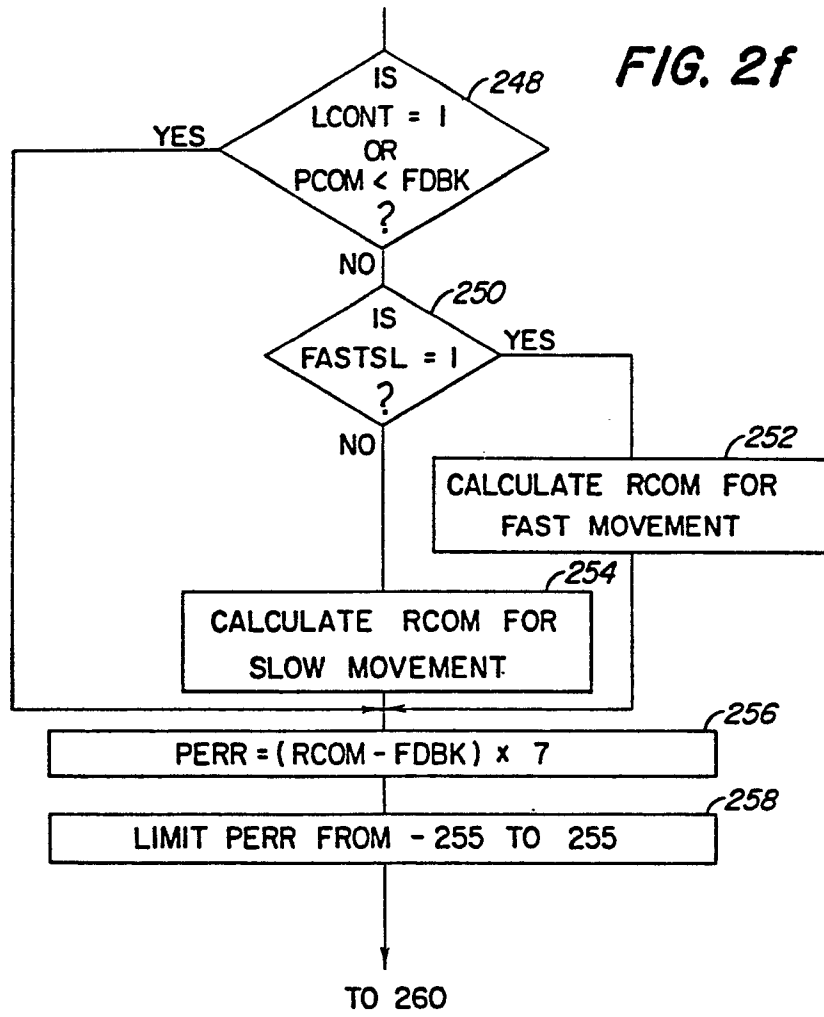 FIG. 2f
IS
248
LCONT = 1
OR
PCOM < FDBK
?
YES
NO
250
IS
FASTSL = 1
?
YES
NO
252
CALCULATE RCOM FOR
FAST MOVEMENT
254
CALCULATE RCOM FOR
SLOW MOVEMENT
256
PERR = (RCOM - FDBK) × 7
258
LIMIT PERR FROM - 255 TO 255
TO 260